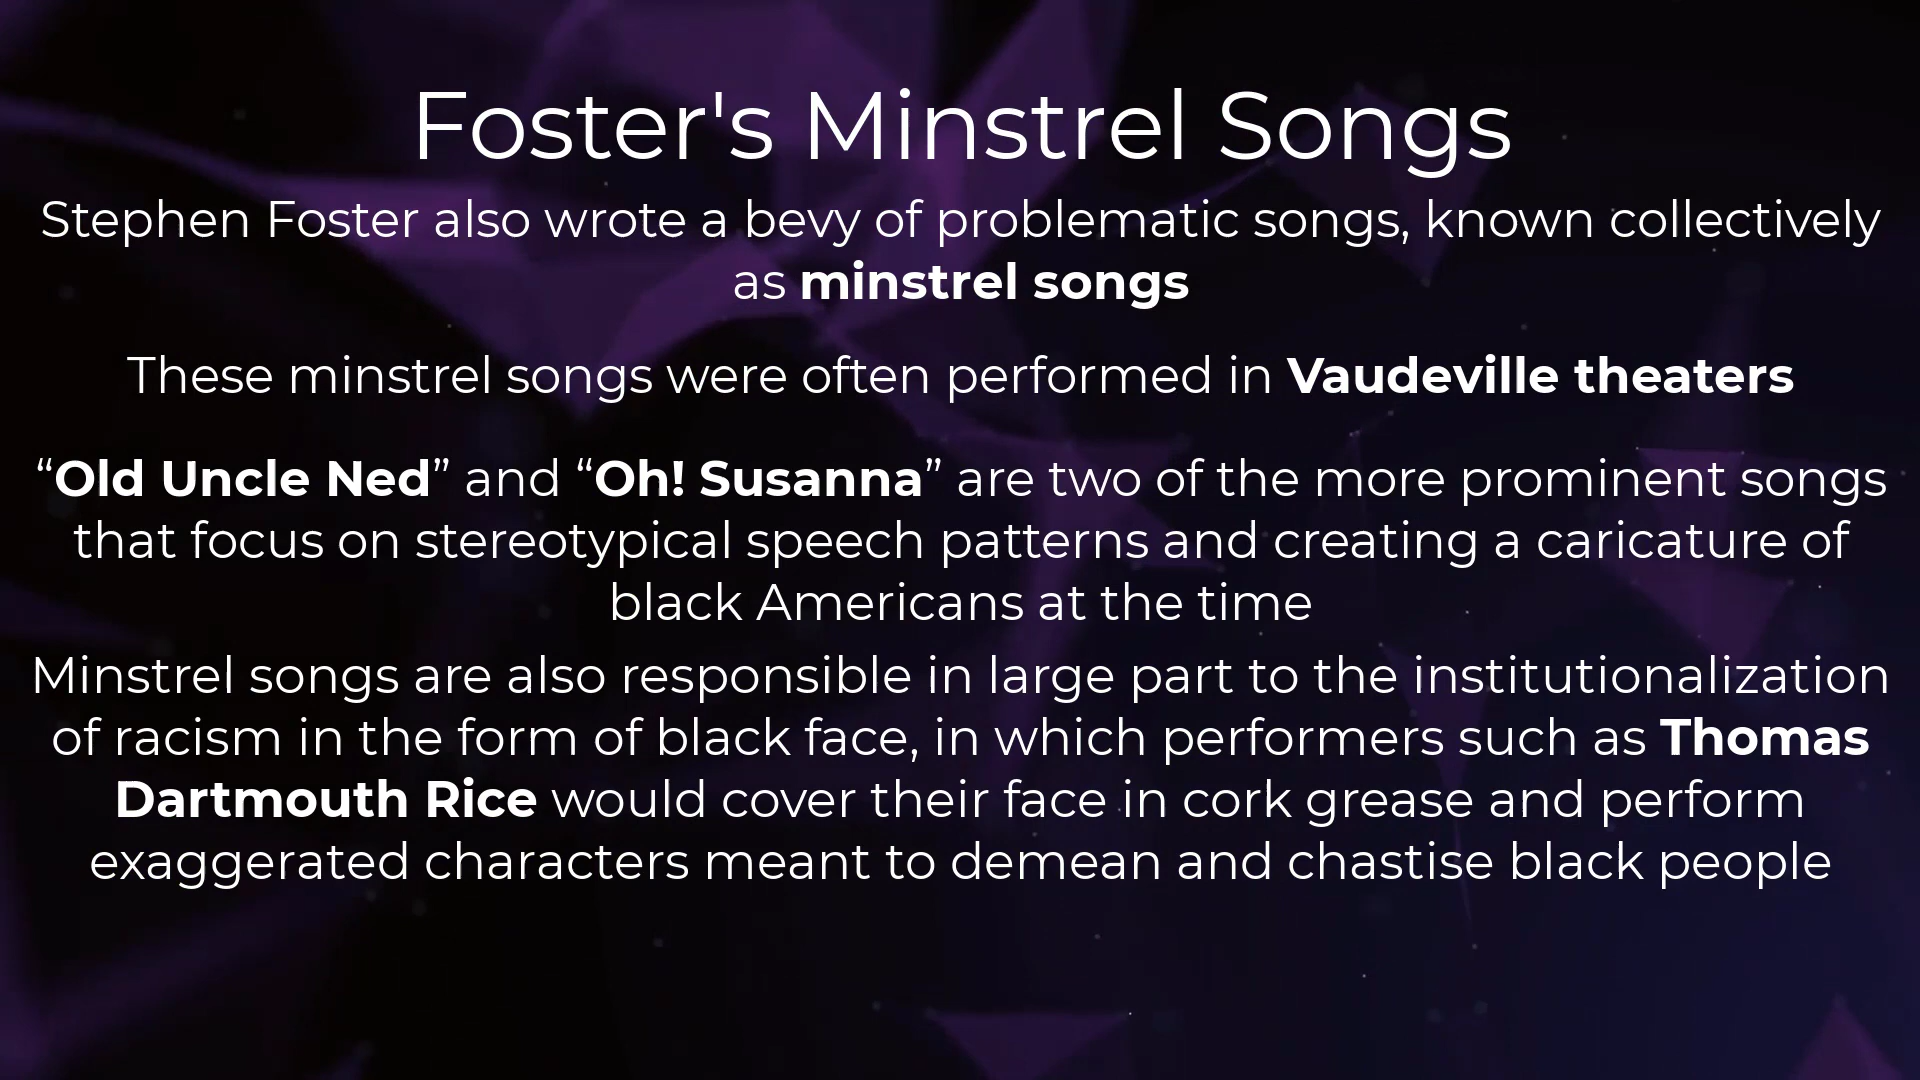 Foster's Minstrel Songs
Stephen Foster also wrote a bevy of problematic songs, known collectively
as minstrel songs
These minstrel songs were often performed in Vaudeville theaters
“Old Uncle Ned” and “Oh! Susanna” are two of the more prominent songs
that focus on stereotypical speech patterns and creating a caricature of
black Americans at the time
Minstrel songs are also responsible in large part to the institutionalization
of racism in the form of black face, in which performers such as Thomas
Dartmouth Rice would cover their face in cork grease and perform
exaggerated characters meant to demean and chastise black people